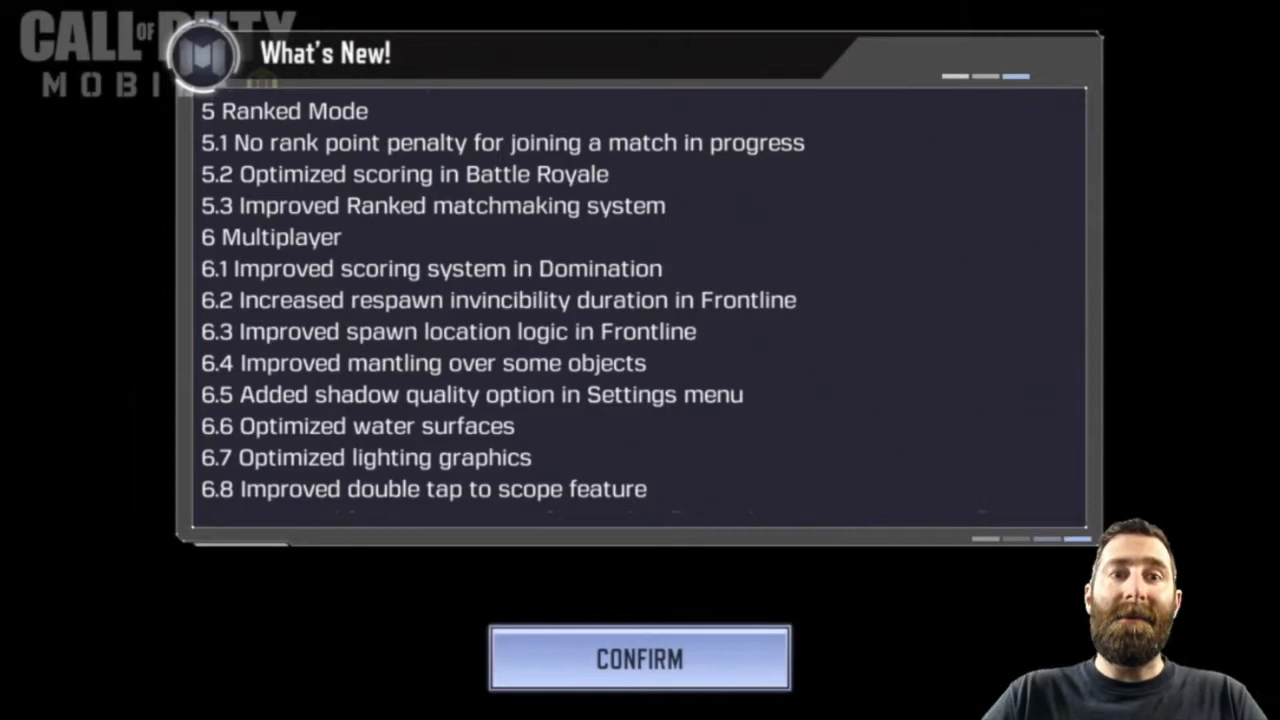 CALL OF DUTY
MOBILE
What's New!
5 Ranked Mode
5.1 No rank point penalty for joining a match in progress
5.2 Optimized scoring in Battle Royale
5.3 Improved Ranked matchmaking system
6 Multiplayer
6.1 Improved scoring system in Domination
6.2 Increased respawn invincibility duration in Frontline
6.3 Improved spawn location logic in Frontline
6.4 Improved mantling over some objects
6.5 Added shadow quality option in Settings menu
6.6 Optimized water surfaces
6.7 Optimized lighting graphics
6.8 Improved double tap to scope feature
CONFIRM